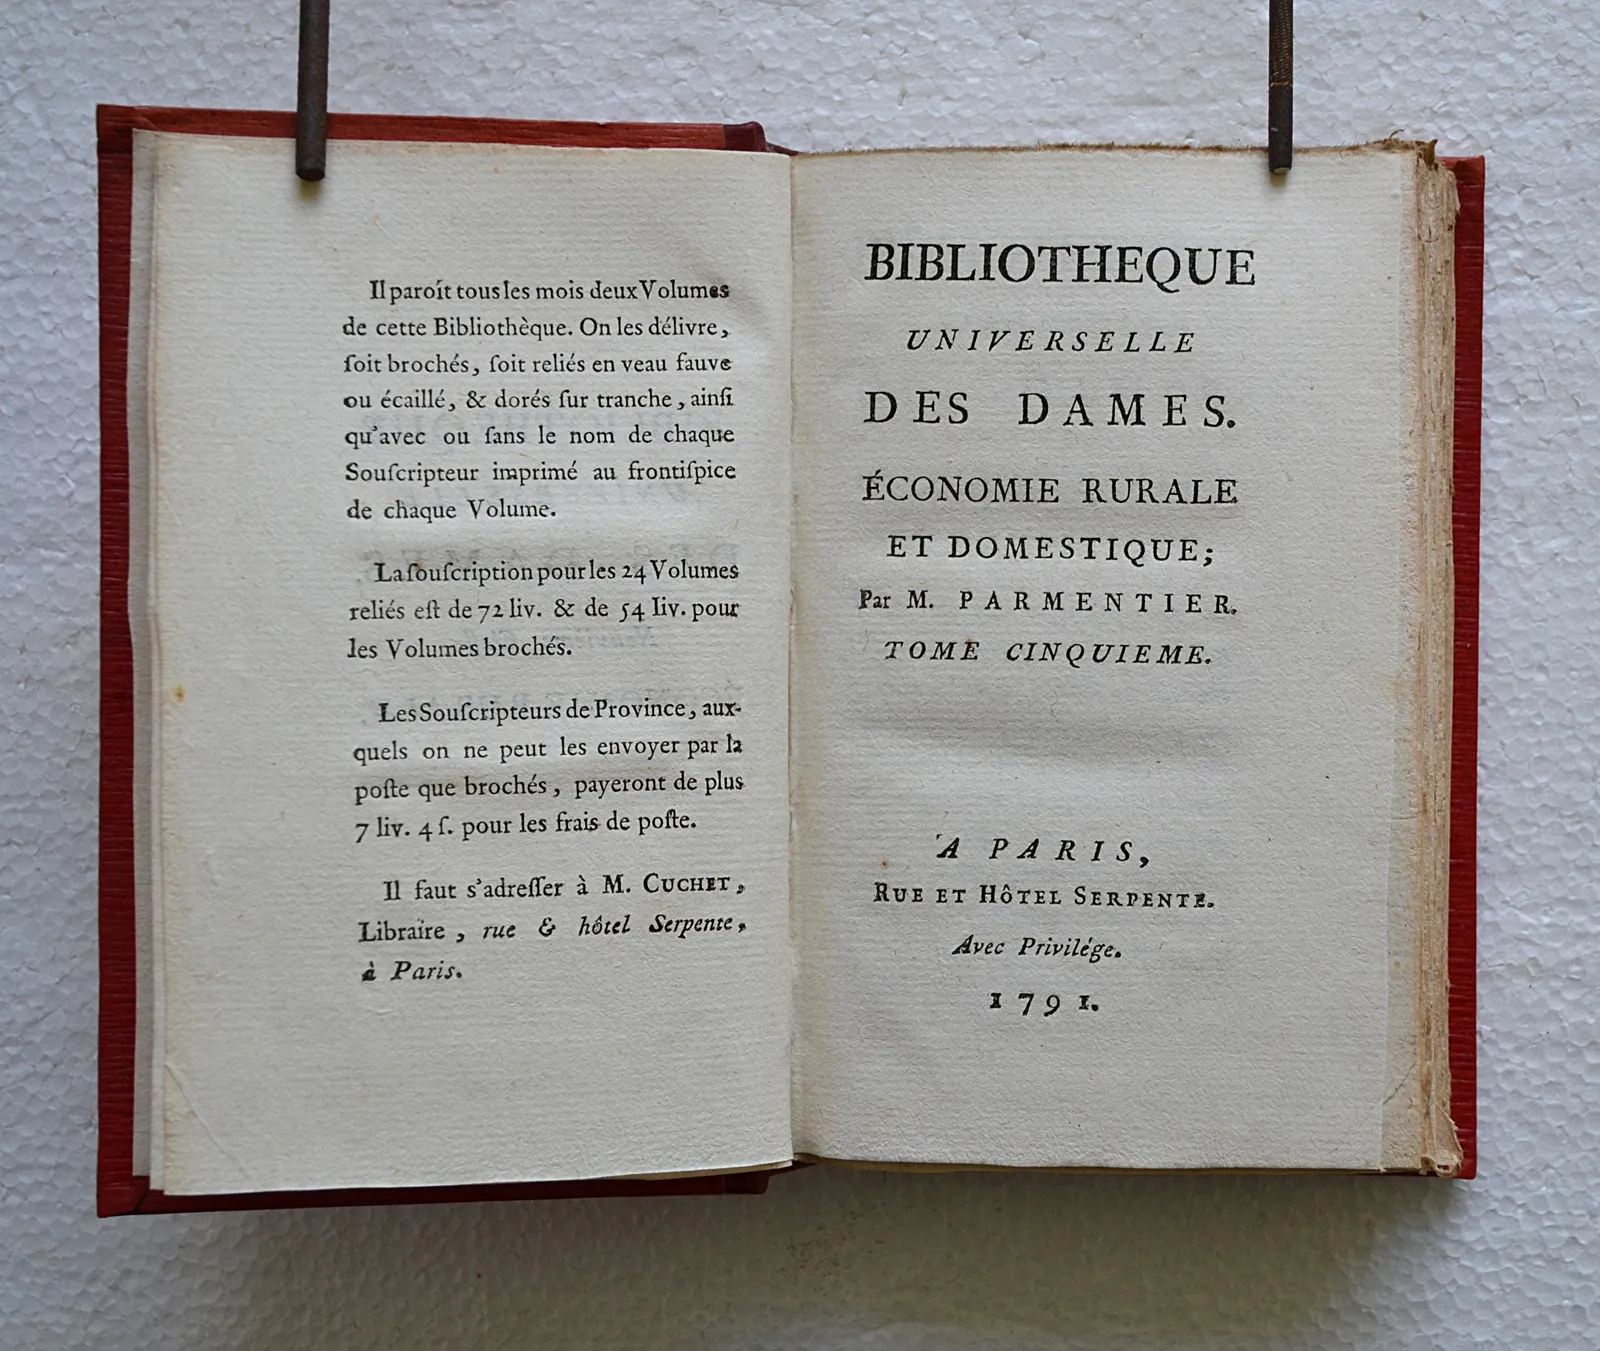 Il paroît tous les mois deux Volumes
de cette Bibliothèque. On les délivre,
ſoit brochés, ſoit reliés en veau fauve
ou écaillé, & dorés ſur tranche, ainſi
qu'avec ou ſans le nom de chaque
Souſcripteur imprimé au frontiſpice
de chaque Volume.
La ſouſcription pour les 24 Volumes
reliés eſt de 72 liv. & de 54 liv. pour
les Volumes brochés.
Les Souſcripteurs de Province, aux-
quels on ne peut les envoyer par la
poſte que brochés, payeront de plus
7 liv. 4 ſ. pour les frais de poſte.
Il faut s'adreſſer à M. CUCHET,
Libraire, rue & hôtel Serpente,
à Paris.
BIBLIOTHEQUE
UNIVERSELLE
DES DAMES.
ÉCONOMIE RURALE
ET DOMESTIQUE;
Par M. PARMENTIER.
TOME CINQUIEME.
A PARIS,
RUE ET HÔTEL SERPENTE.
Avec Privilége.
1791.